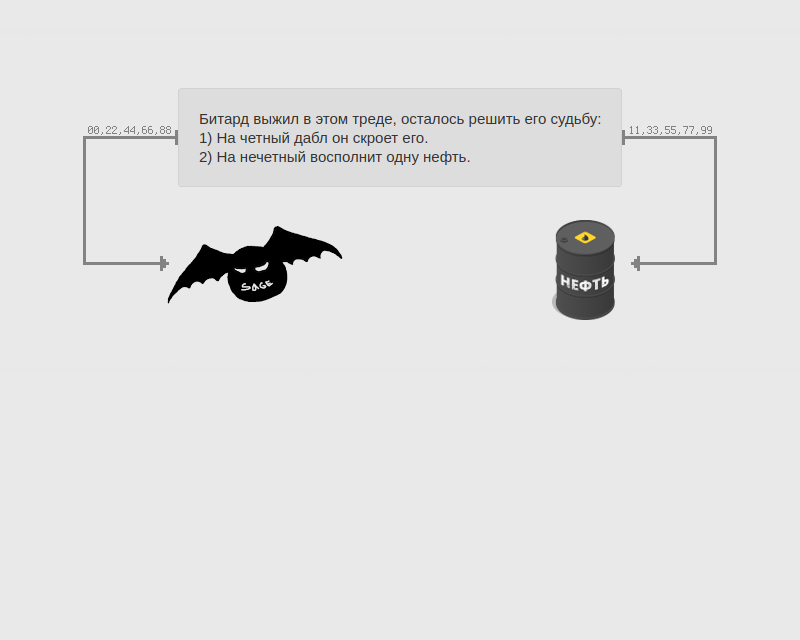 Битард выжил в этом треде, осталось решить его судьбу:
1) На четный дабл он скроет его.
2) На нечетный восполнит одну нефть.
00,22,44,66,88
11,33,55,77,99
SAGE
НЕФТЬ